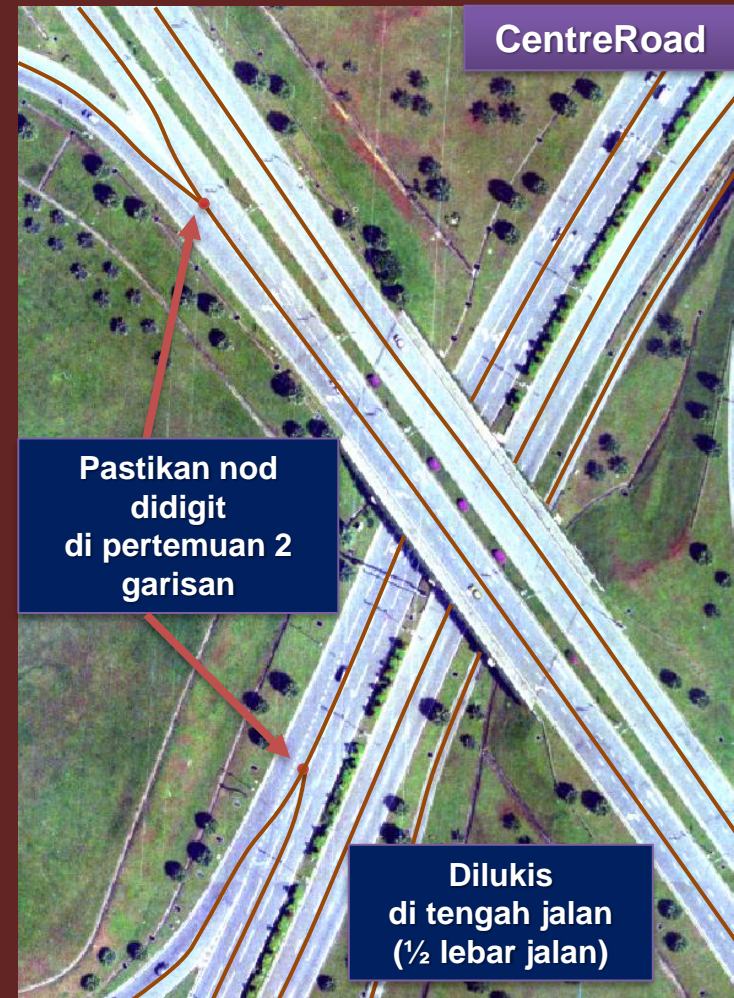 CentreRoad
Pastikan nod
didigit
di pertemuan 2
garisan
Dilukis
di tengah jalan
(½ lebar jalan)